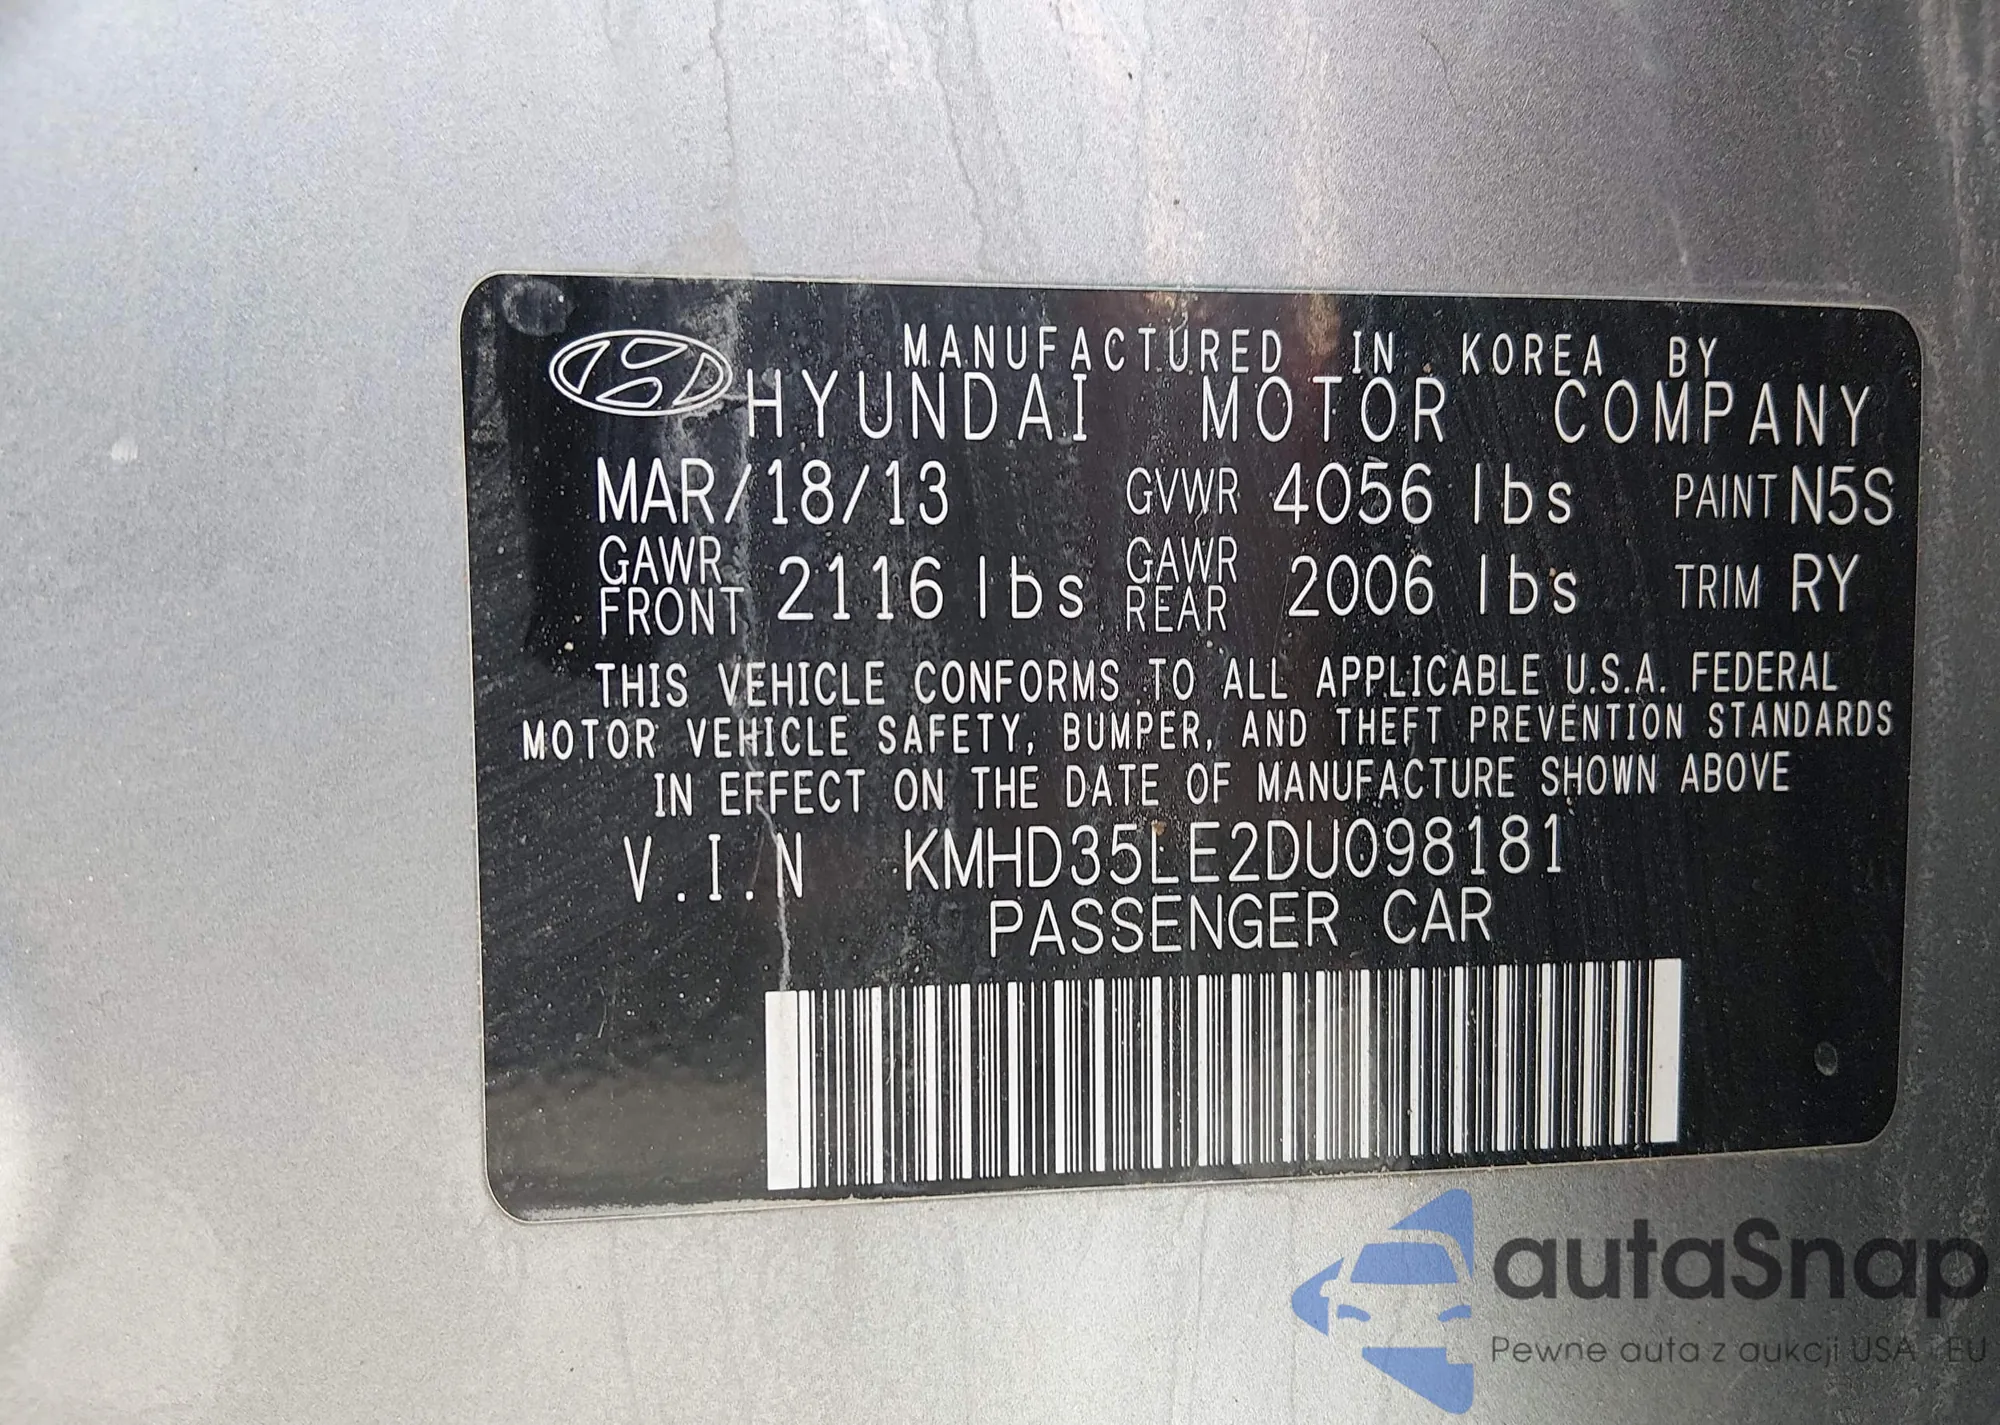 MANUFACTURED IN KOREA BY
HYUNDAI MOTOR COMPANY
MAR/18/13 GVWR 4056 lbs PAINT N5S
GAWR FRONT 2116 lbs GAWR REAR 2006 lbs TRIM RY
THIS VEHICLE CONFORMS TO ALL APPLICABLE U.S.A. FEDERAL
MOTOR VEHICLE SAFETY, BUMPER, AND THEFT PREVENTION STANDARDS
IN EFFECT ON THE DATE OF MANUFACTURE SHOWN ABOVE
V.I.N KMHD35LE2DU098181
PASSENGER CAR
autaSnap
Pewne auta z aukcji USA - EU